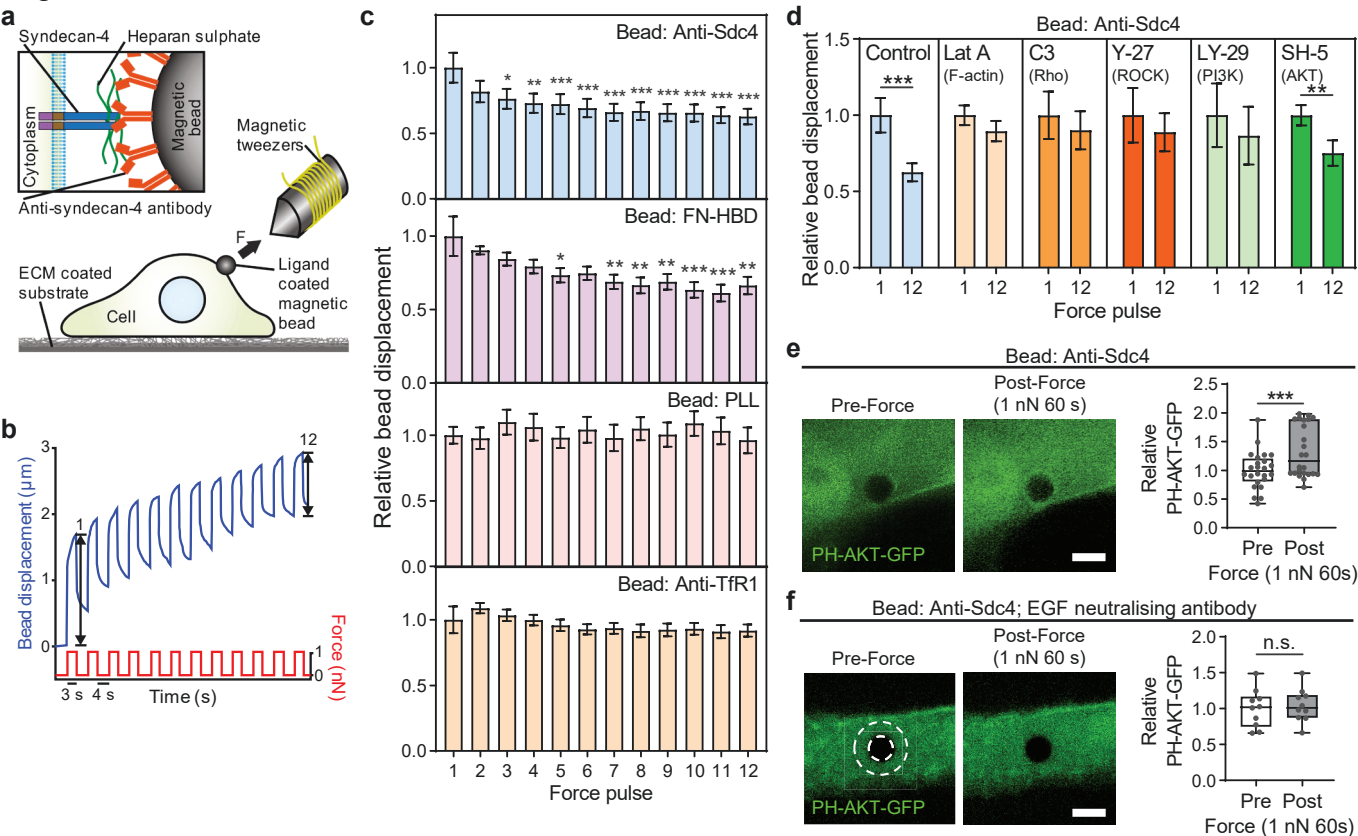 a
Syndecan-4
Heparan sulphate
Cytoplasm
Magnetic
bead
Anti-syndecan-4 antibody
Magnetic
tweezers
F
ECM coated
substrate
Cell
Ligand
coated
magnetic
bead
b
Bead displacement (μm)
3
2
1
0
1
12
Force (nN)
1
0
3 s
4 s
Time (s)
c
Relative bead displacement
Bead: Anti-Sdc4
1.0
0.5
0.0
* ** *** *** *** *** *** *** *** ***
Bead: FN-HBD
1.0
0.5
0.0
* ** ** ** *** *** **
Bead: PLL
1.0
0.5
0.0
Bead: Anti-TfR1
1.0
0.5
0.0
1 2 3 4 5 6 7 8 9 10 11 12
Force pulse
d
Bead: Anti-Sdc4
Relative bead displacement
1.5
1.0
0.5
0.0
Control
***
Lat A
(F-actin)
C3
(Rho)
Y-27
(ROCK)
LY-29
(PI3K)
SH-5
(AKT)
**
1 12 1 12 1 12 1 12 1 12 1 12
Force pulse
e
Bead: Anti-Sdc4
Pre-Force
Post-Force
(1 nN 60 s)
PH-AKT-GFP
Relative
PH-AKT-GFP
2.5
2.0
1.5
1.0
0.5
0.0
***
Pre Post
Force (1 nN 60s)
f
Bead: Anti-Sdc4; EGF neutralising antibody
Pre-Force
Post-Force
(1 nN 60 s)
PH-AKT-GFP
Relative
PH-AKT-GFP
2.0
1.5
1.0
0.5
0.0
n.s.
Pre Post
Force (1 nN 60s)